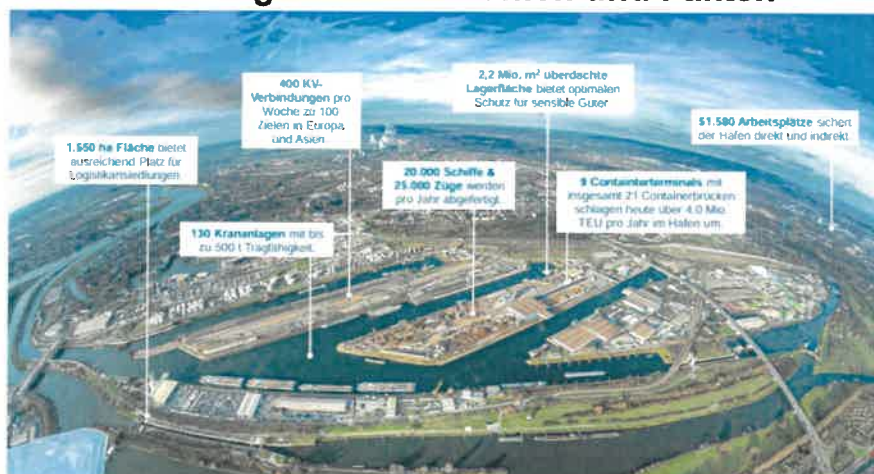 und Fakten
400 KV-
Verbindungen pro
Woche zu 100
Zielen in Europa
und Asien
2,2 Mio. m² überdachte
Lagerfläche bietet optimalen
Schutz für sensible Güter
51.580 Arbeitsplätze sichert
der Hafen direkt und indirekt.
1.550 ha Fläche bietet
ausreichend Platz für
Logistikansiedlungen.
20.000 Schiffe &
25.000 Züge werden
pro Jahr abgefertigt.
9 Containterterminals mit
insgesamt 21 Containerbrücken
schlagen heute über 4,0 Mio.
TEU pro Jahr im Hafen um.
130 Krananlagen mit bis
zu 500 t Tragfähigkeit.